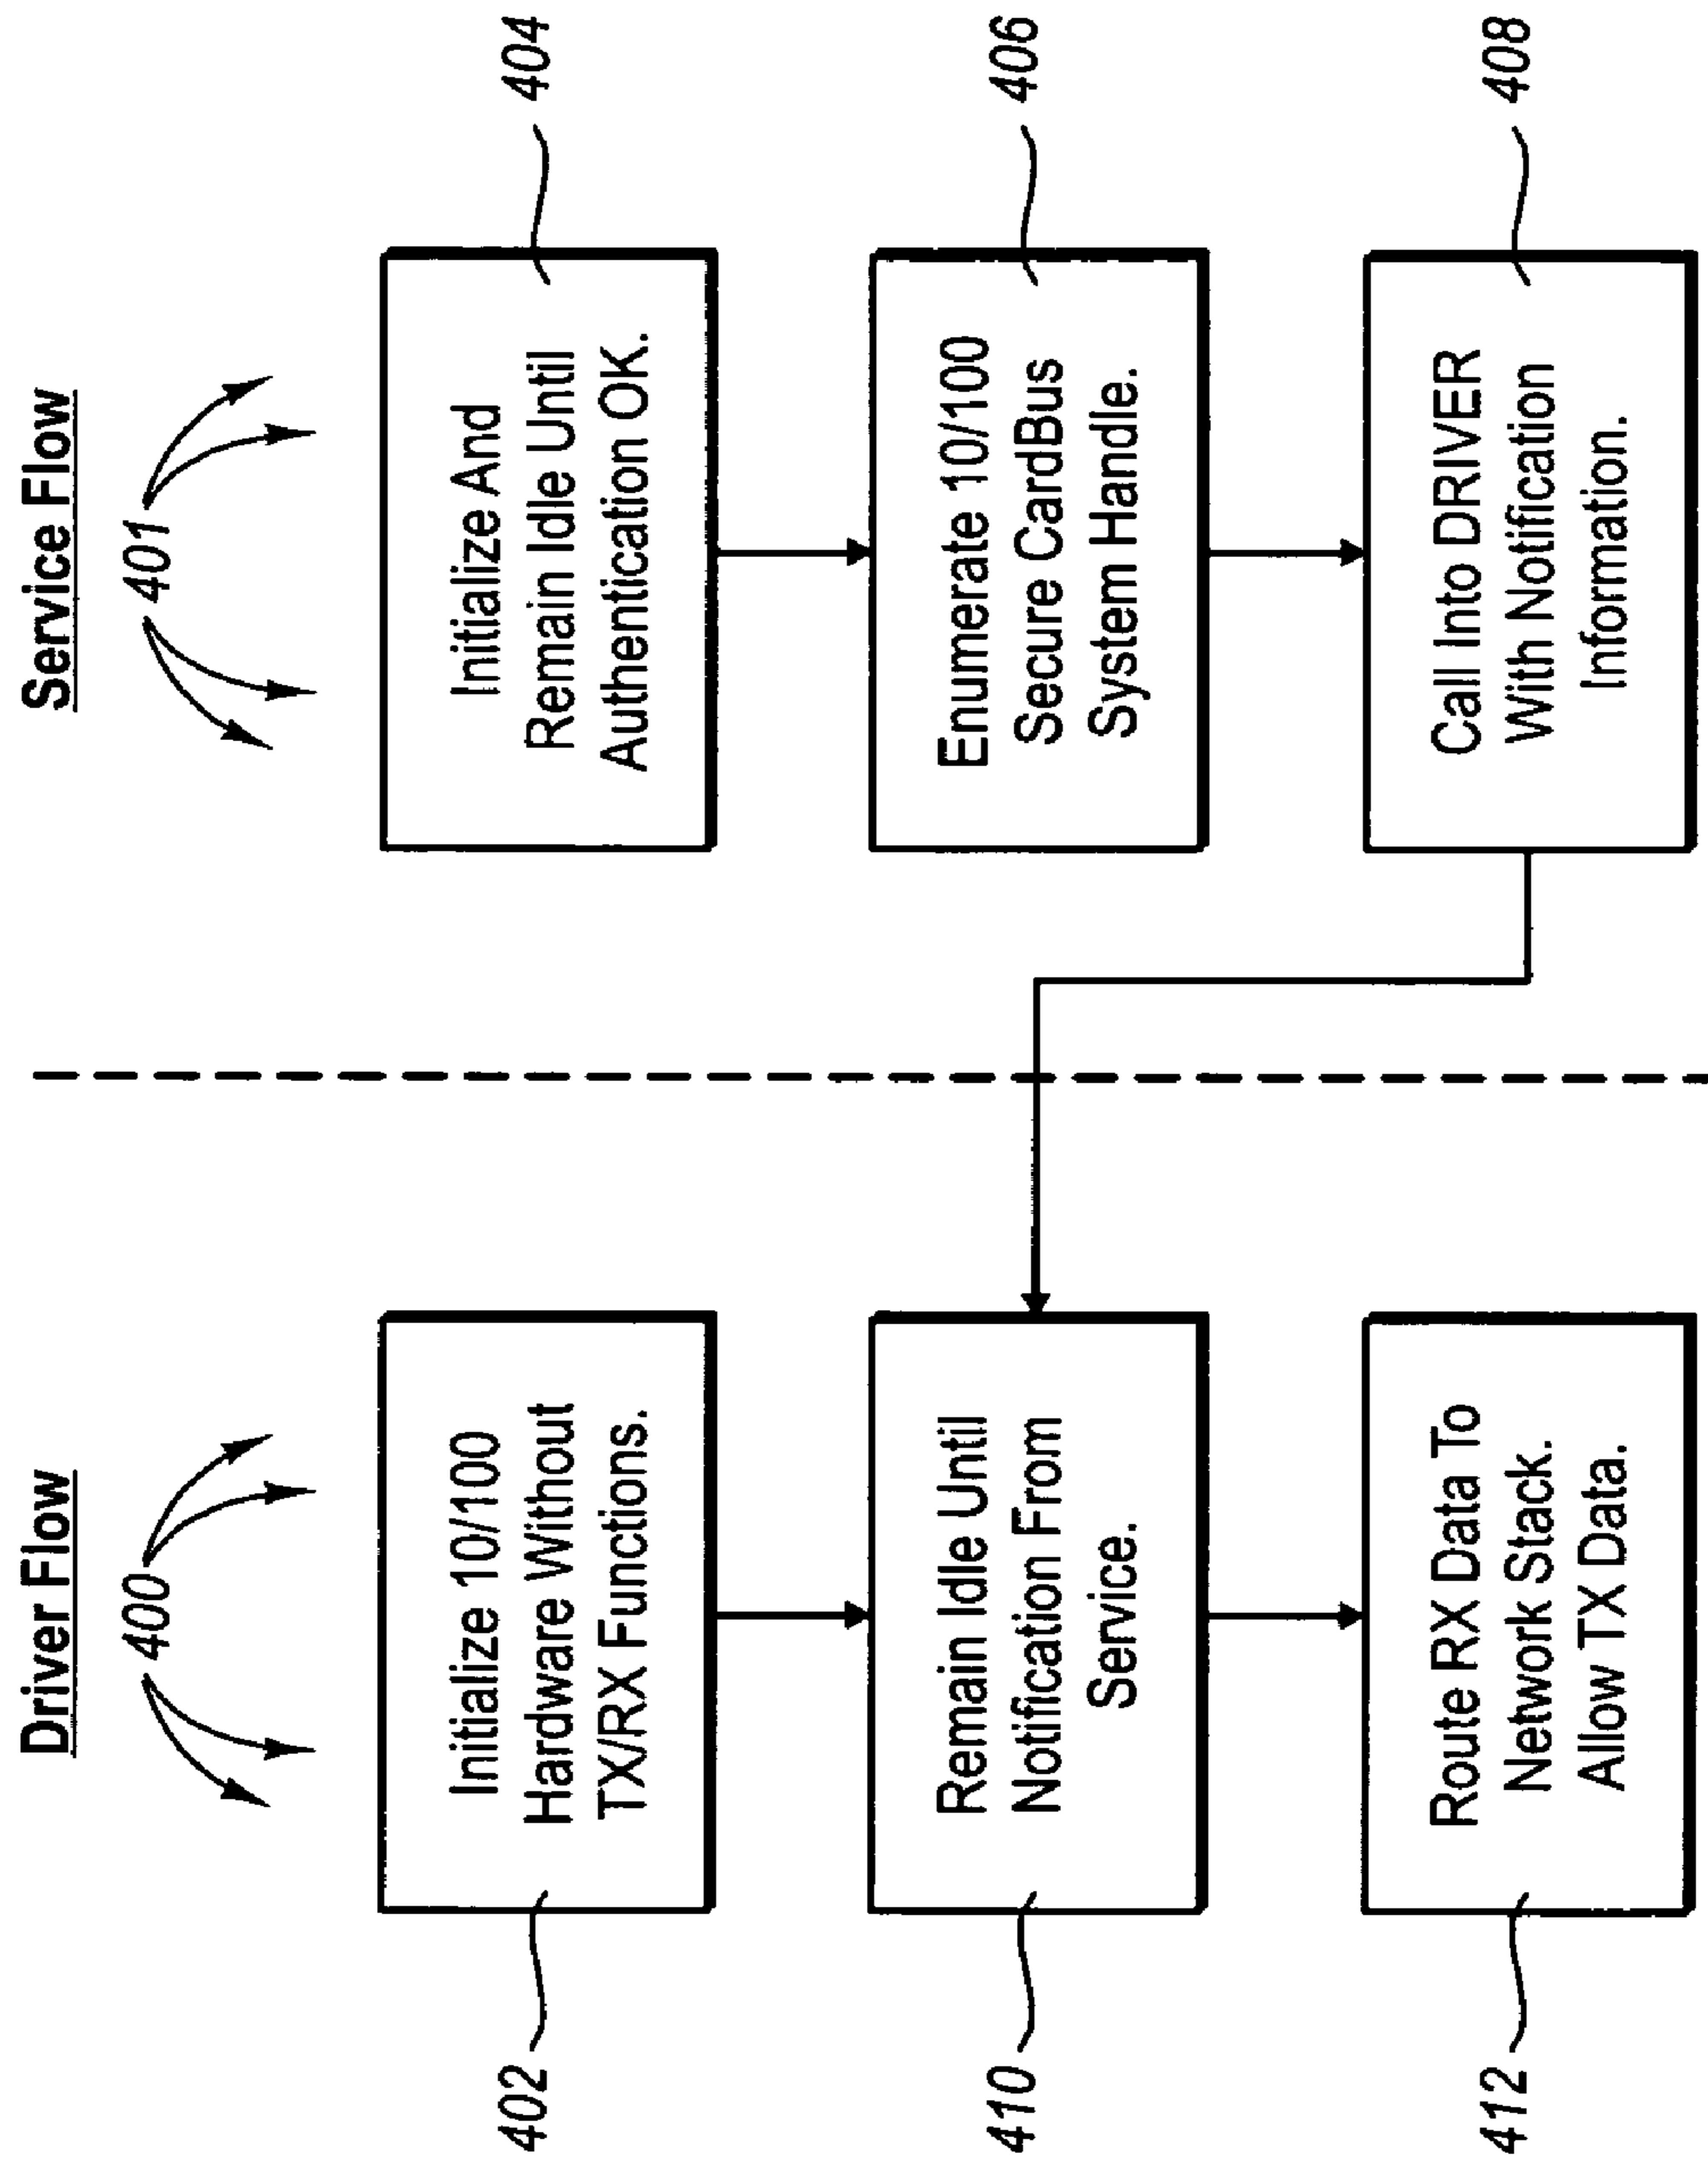 Driver Flow
400
402
Initialize 10/100
Hardware Without
TX/RX Functions.
410
Remain Idle Until
Notification From
Service.
412
Route RX Data To
Network Stack.
Allow TX Data.
Service Flow
401
Initialize And
Remain Idle Until
Authentication OK.
404
Enumerate 10/100
Secure CardBus
System Handle.
406
Call Into DRIVER
With Notification
Information.
408